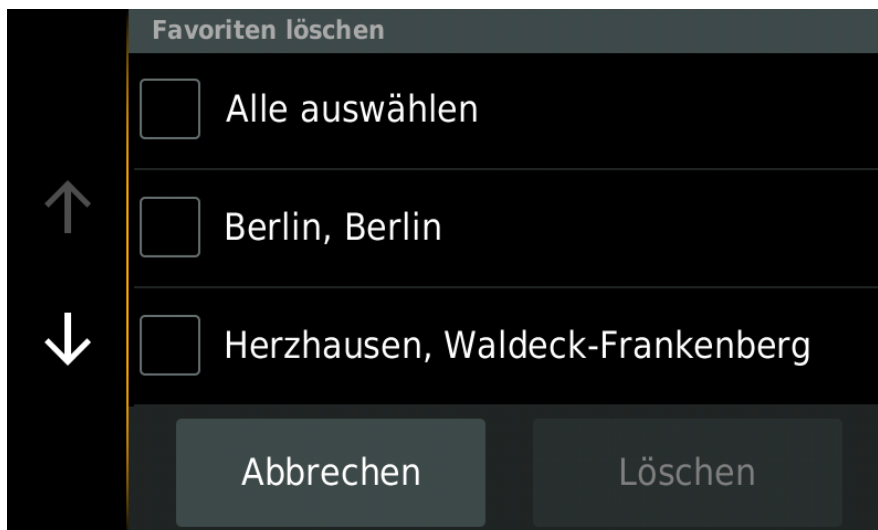 Favoriten löschen
Alle auswählen
Berlin, Berlin
Herzhausen, Waldeck-Frankenberg
Abbrechen
Löschen